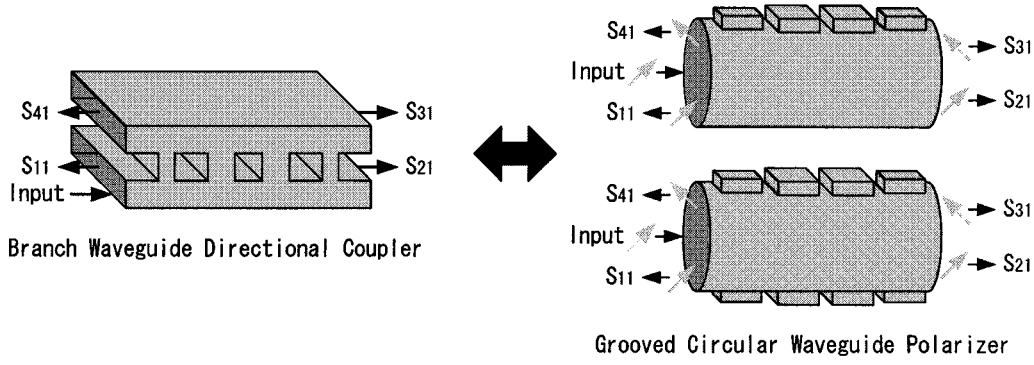 S41
S31
S11
S21
Input
Branch Waveguide Directional Coupler
S41
S31
Input
S11
S21
S41
S31
Input
S11
S21
Grooved Circular Waveguide Polarizer